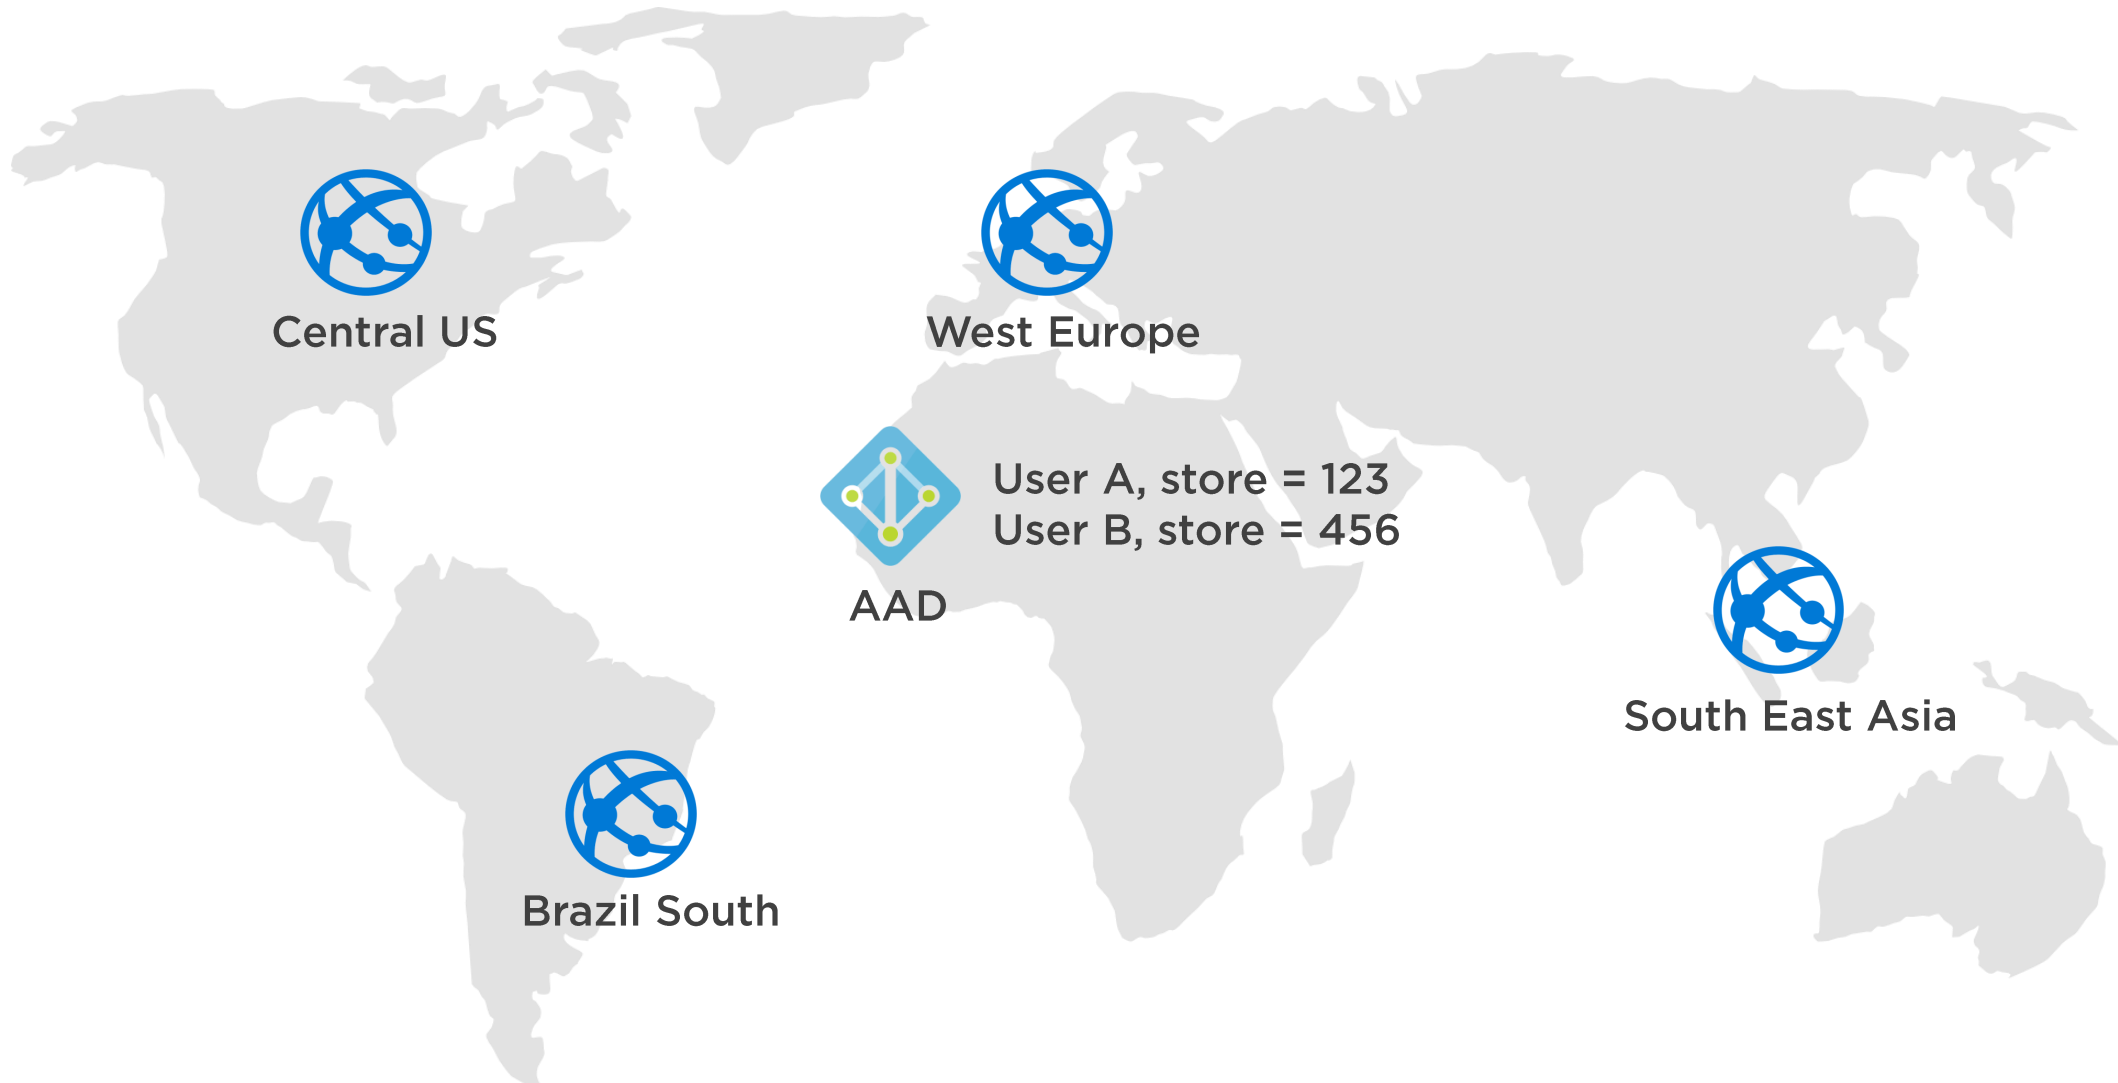 Central US
West Europe
User A, store = 123
User B, store = 456
AAD
South East Asia
Brazil South